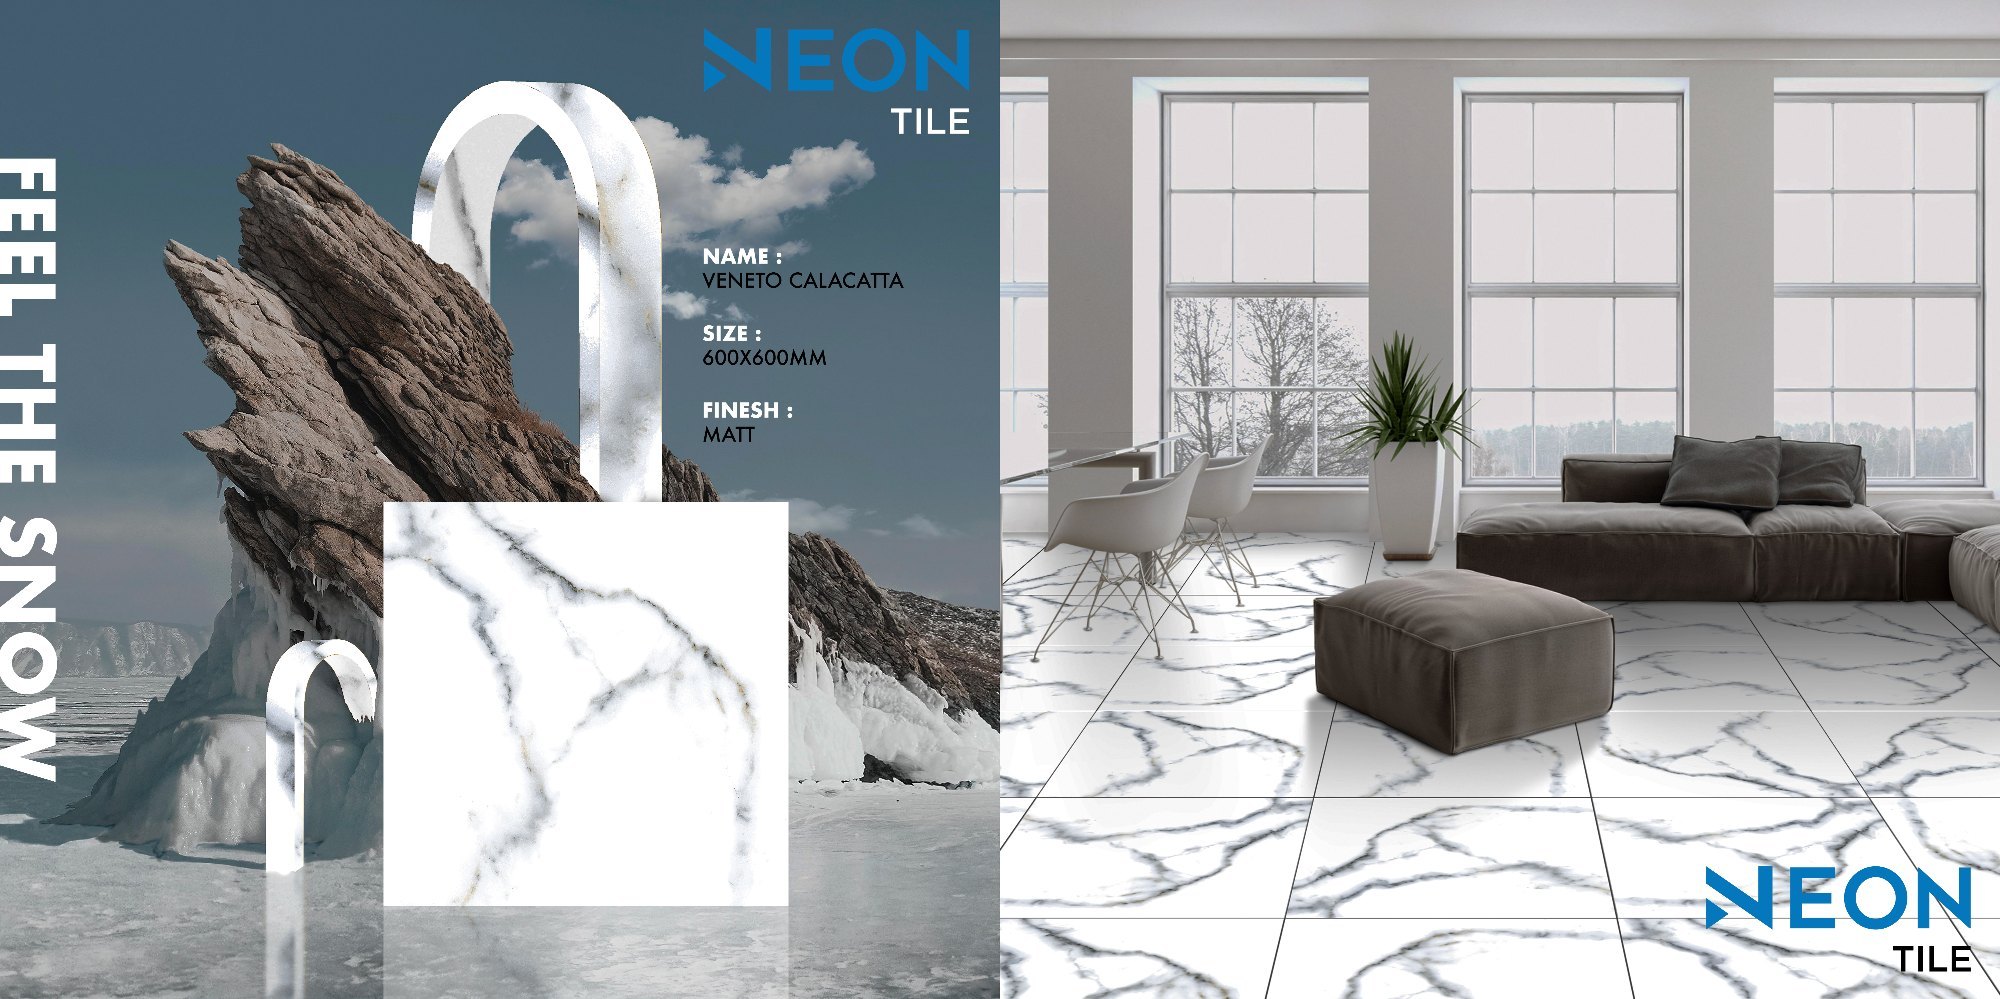 NEON
TILE
FEEL THE SNOW
NAME :
VENETO CALACATTA
SIZE :
600X600MM
FINESH :
MATT
NEON
TILE